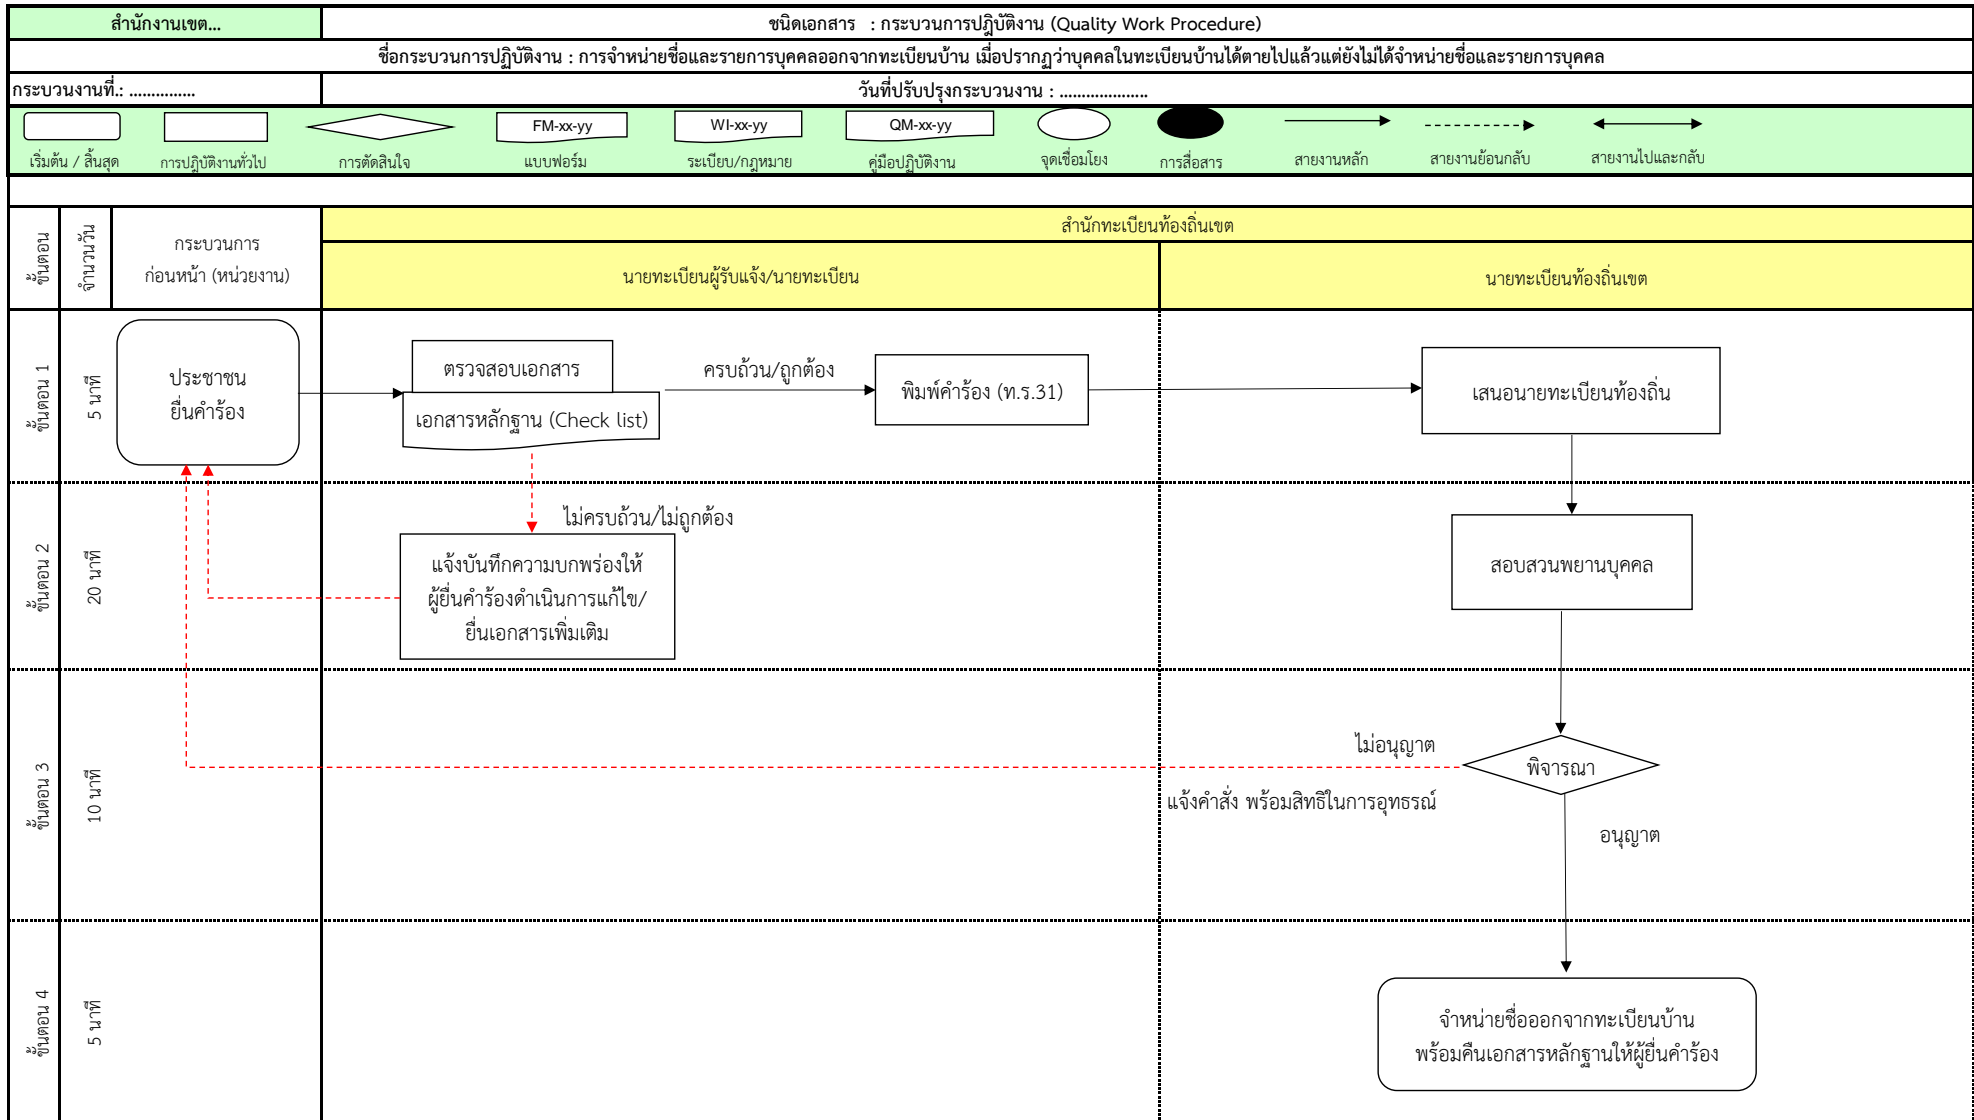 สำนักงานเขต...
ชนิดเอกสาร : กระบวนการปฎิบัติงาน (Quality Work Procedure)
ชื่อกระบวนการปฏิบัติงาน : การจำหน่ายชื่อและรายการบุคคลออกจากทะเบียนบ้าน เมื่อปรากฏว่าบุคคลในทะเบียนบ้านได้ตายไปแล้วแต่ยังไม่ได้จำหน่ายชื่อและรายการบุคคล
กระบวนงานที่.: ...............
วันที่ปรับปรุงกระบวนงาน : ....................
FM-xx-yy
WI-xx-yy
QM-xx-yy
เริ่มต้น / สิ้นสุด
การปฎิบัติงานทั่วไป
การตัดสินใจ
แบบฟอร์ม
ระเบียบ/กฎหมาย
คู่มือปฏิบัติงาน
จุดเชื่อมโยง
การสื่อสาร
สายงานหลัก
สายงานย้อนกลับ
สายงานไปและกลับ
ขั้นตอน
จำนวนวัน
กระบวนการ
ก่อนหน้า (หน่วยงาน)
สำนักทะเบียนท้องถิ่นเขต
นายทะเบียนผู้รับแจ้ง/นายทะเบียน
นายทะเบียนท้องถิ่นเขต
ขั้นตอน 1
5 นาที
ประชาชน
ยื่นคำร้อง
ตรวจสอบเอกสาร
เอกสารหลักฐาน (Check list)
ครบถ้วน/ถูกต้อง
พิมพ์คำร้อง (ท.ร.31)
เสนอนายทะเบียนท้องถิ่น
ขั้นตอน 2
20 นาที
ไม่ครบถ้วน/ไม่ถูกต้อง
แจ้งบันทึกความบกพร่องให้
ผู้ยื่นคำร้องดำเนินการแก้ไข/
ยื่นเอกสารเพิ่มเติม
สอบสวนพยานบุคคล
ขั้นตอน 3
10 นาที
ไม่อนุญาต
พิจารณา
แจ้งคำสั่ง พร้อมสิทธิในการอุทธรณ์
อนุญาต
ขั้นตอน 4
5 นาที
จำหน่ายชื่อออกจากทะเบียนบ้าน
พร้อมคืนเอกสารหลักฐานให้ผู้ยื่นคำร้อง